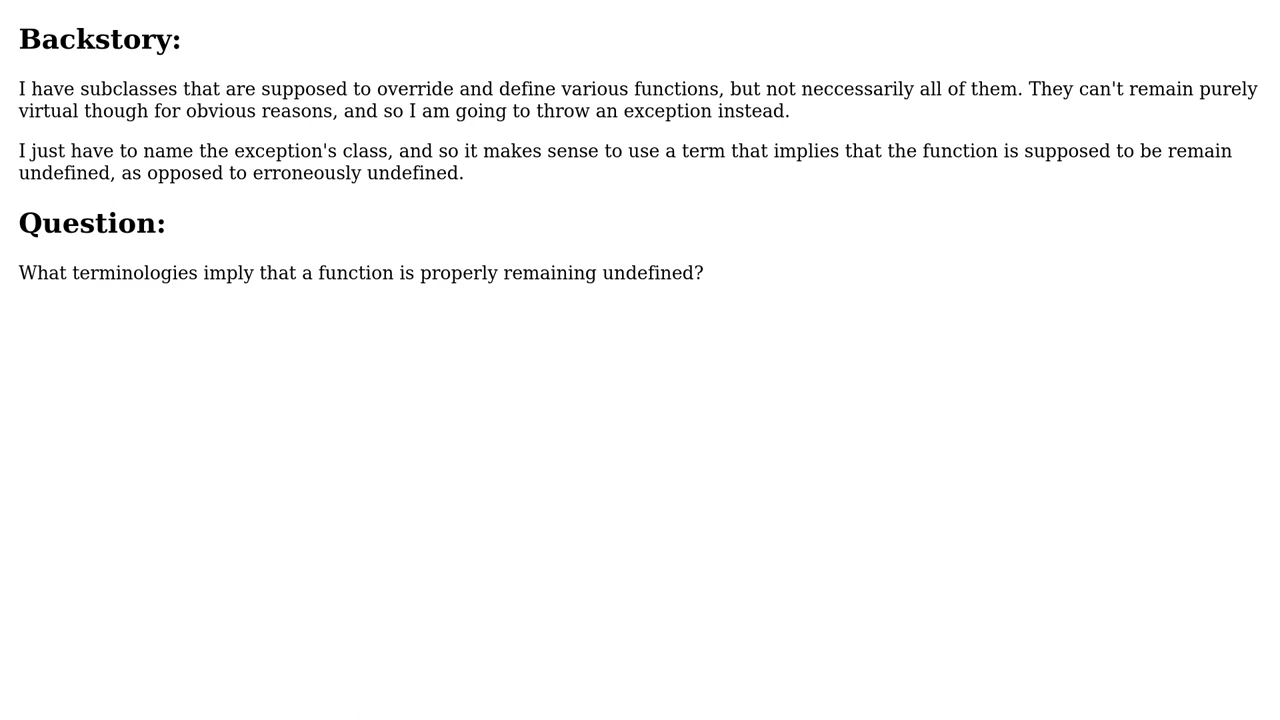 Backstory:
I have subclasses that are supposed to override and define various functions, but not neccessarily all of them. They can't remain purely
virtual though for obvious reasons, and so I am going to throw an exception instead.
I just have to name the exception's class, and so it makes sense to use a term that implies that the function is supposed to be remain
undefined, as opposed to erroneously undefined.
Question:
What terminologies imply that a function is properly remaining undefined?